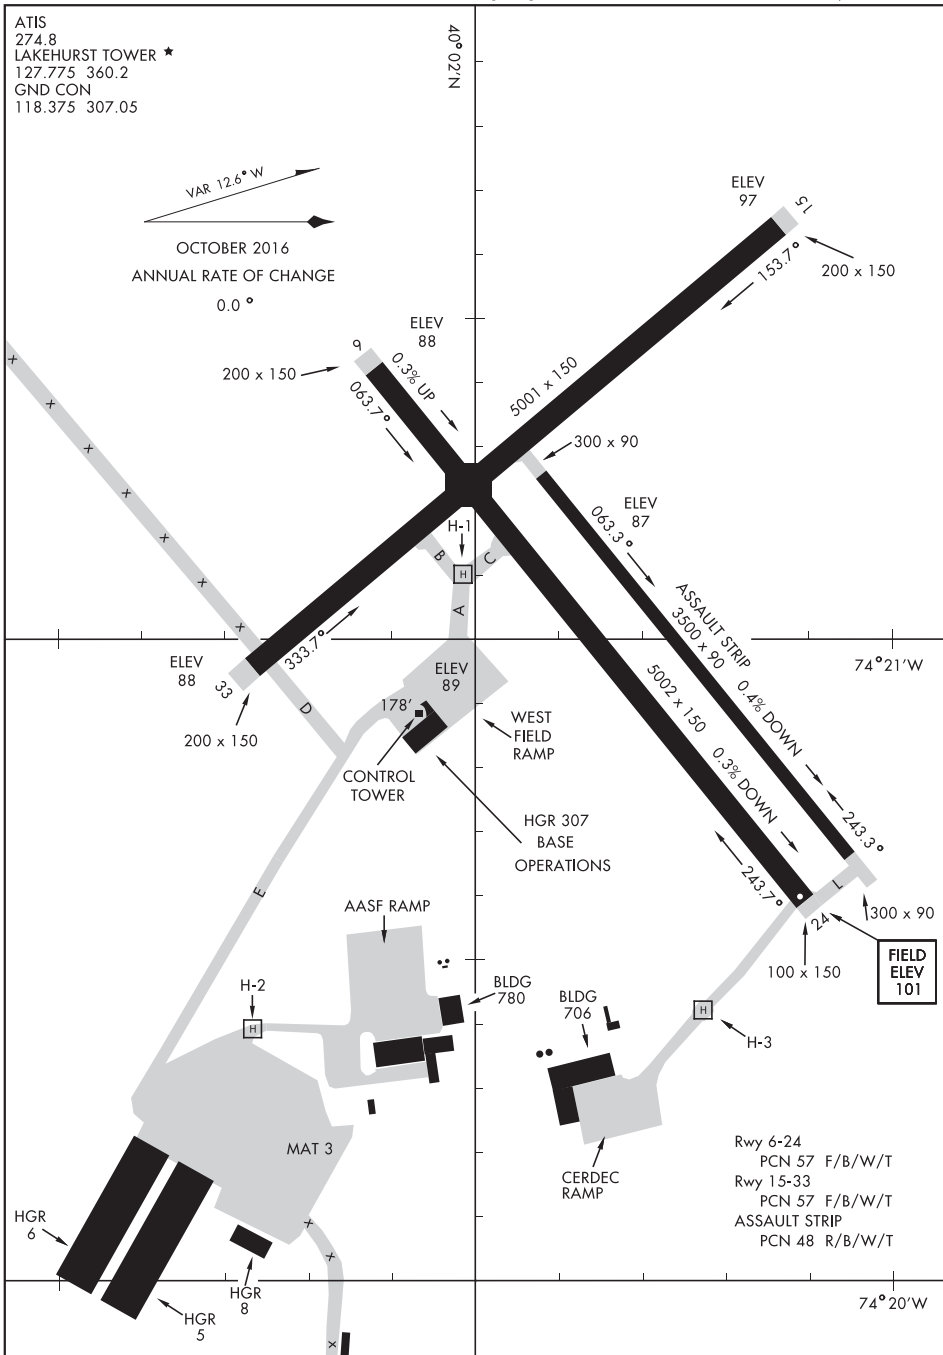 ATIS
274.8
LAKEHURST TOWER ★
127.775 360.2
GND CON
118.375 307.05
40° 02'N
VAR 12.6° W
OCTOBER 2016
ANNUAL RATE OF CHANGE
0.0 °
ELEV
97
15
153.7°
200 x 150
ELEV
88
9
200 x 150
0.3% UP
063.7°
5001 x 150
300 x 90
ELEV
87
063.3°
H-1
B
C
H
A
ASSAULT STRIP
3500 x 90
0.4% DOWN
333.7°
ELEV
88
33
ELEV
89
74°21'W
178'
5002 x 150
0.3% DOWN
D
200 x 150
WEST
FIELD
RAMP
CONTROL
TOWER
HGR 307
BASE
OPERATIONS
243.3°
243.7°
E
L
24
AASF RAMP
300 x 90
100 x 150
FIELD
ELEV
101
H-2
H
BLDG
780
BLDG
706
H
H-3
MAT 3
CERDEC
RAMP
Rwy 6-24
PCN 57 F/B/W/T
Rwy 15-33
PCN 57 F/B/W/T
ASSAULT STRIP
PCN 48 R/B/W/T
HGR
6
HGR
8
HGR
5
74°20'W